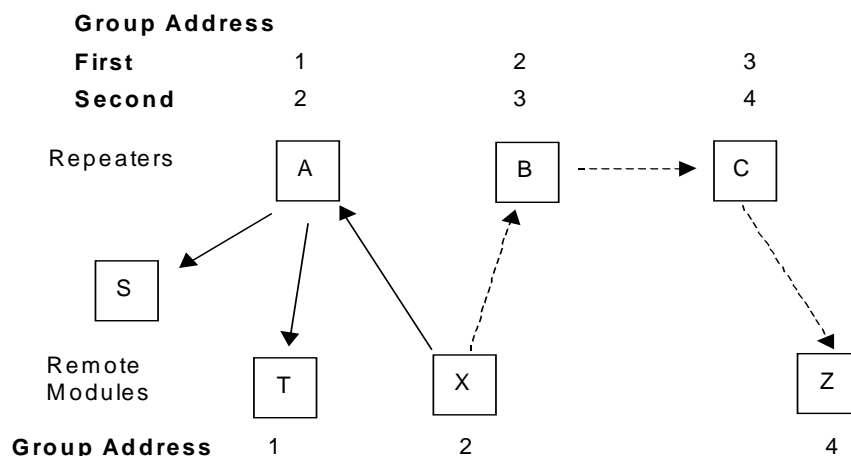 Group Address
First 1 2 3
Second 2 3 4
Repeaters A B C
S
Remote
Modules T X Z
Group Address 1 2 4